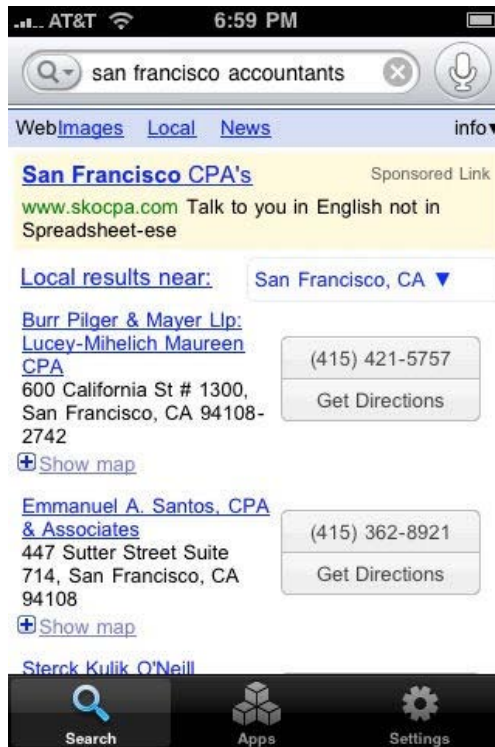 AT&T 6:59 PM
san francisco accountants
Web Images Local News info▼
San Francisco CPA's Sponsored Link
www.skocpa.com Talk to you in English not in
Spreadsheet-ese
Local results near: San Francisco, CA ▼
Burr Pilger & Mayer Llp:
Lucey-Mihelich Maureen
CPA
600 California St # 1300,
San Francisco, CA 94108-
2742
Show map
(415) 421-5757
Get Directions
Emmanuel A. Santos, CPA
& Associates
447 Sutter Street Suite
714, San Francisco, CA
94108
Show map
(415) 362-8921
Get Directions
Sterck Kulik O'Neill
Search Apps Settings